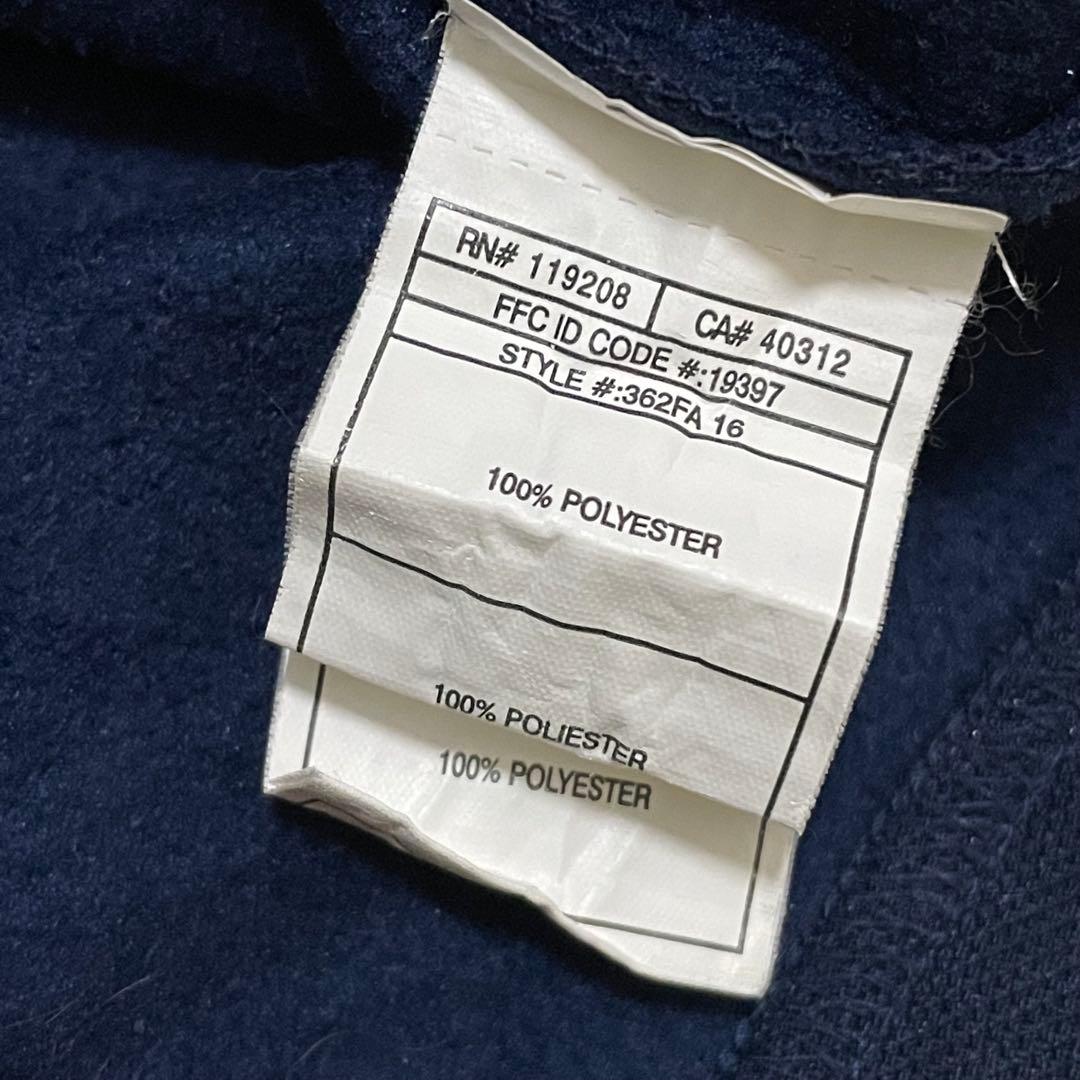 RN# 119208 CA# 40312
FFC ID CODE #:19397
STYLE #:362FA 16
100% POLYESTER
100% POLIESTER
100% POLYESTER